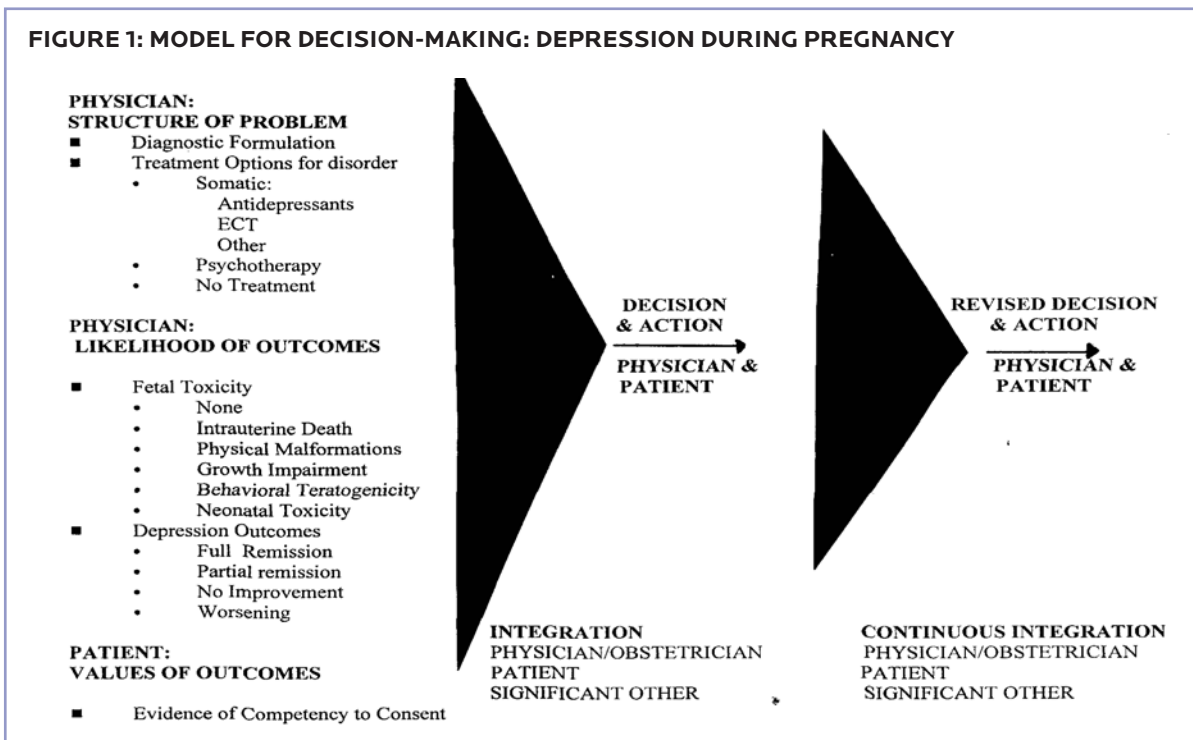 FIGURE 1: MODEL FOR DECISION-MAKING: DEPRESSION DURING PREGNANCY
PHYSICIAN:
STRUCTURE OF PROBLEM
■ Diagnostic Formulation
■ Treatment Options for disorder
• Somatic:
Antidepressants
ECT
Other
• Psychotherapy
• No Treatment
PHYSICIAN:
LIKELIHOOD OF OUTCOMES
■ Fetal Toxicity
• None
• Intrauterine Death
• Physical Malformations
• Growth Impairment
• Behavioral Teratogenicity
• Neonatal Toxicity
■ Depression Outcomes
• Full Remission
• Partial remission
• No Improvement
• Worsening
PATIENT:
VALUES OF OUTCOMES
■ Evidence of Competency to Consent
DECISION
& ACTION
PHYSICIAN &
PATIENT
INTEGRATION
PHYSICIAN/OBSTETRICIAN
PATIENT
SIGNIFICANT OTHER
REVISED DECISION
& ACTION
PHYSICIAN &
PATIENT
CONTINUOUS INTEGRATION
PHYSICIAN/OBSTETRICIAN
PATIENT
SIGNIFICANT OTHER